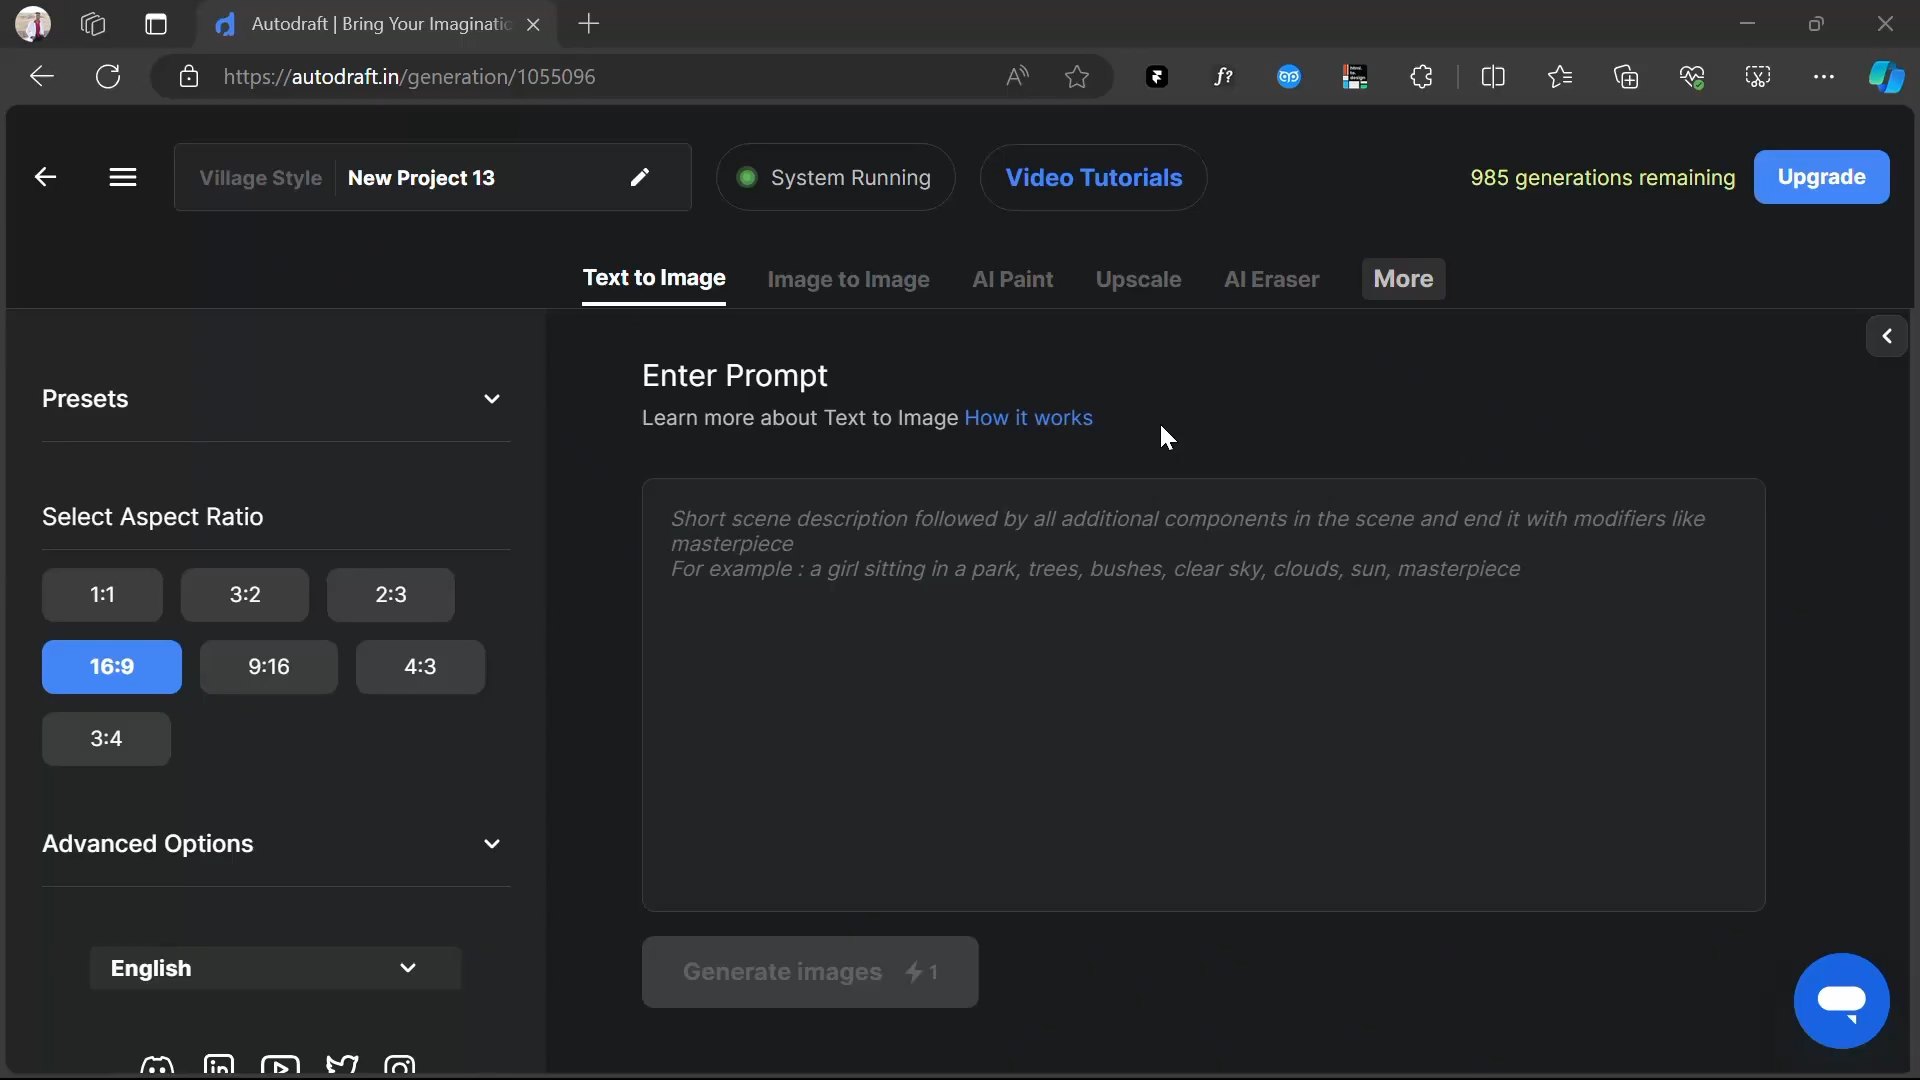 Autodraft | Bring Your Imaginatio
https://autodraft.in/generation/1055096
Village Style New Project 13
System Running
Video Tutorials
985 generations remaining
Upgrade
Text to Image
Image to Image
AI Paint
Upscale
AI Eraser
More
Presets
Select Aspect Ratio
1:1 3:2 2:3
16:9 9:16 4:3
3:4
Advanced Options
English
Enter Prompt
Learn more about Text to Image How it works
Short scene description followed by all additional components in the scene and end it with modifiers like
masterpiece
For example : a girl sitting in a park, trees, bushes, clear sky, clouds, sun, masterpiece
Generate images 1